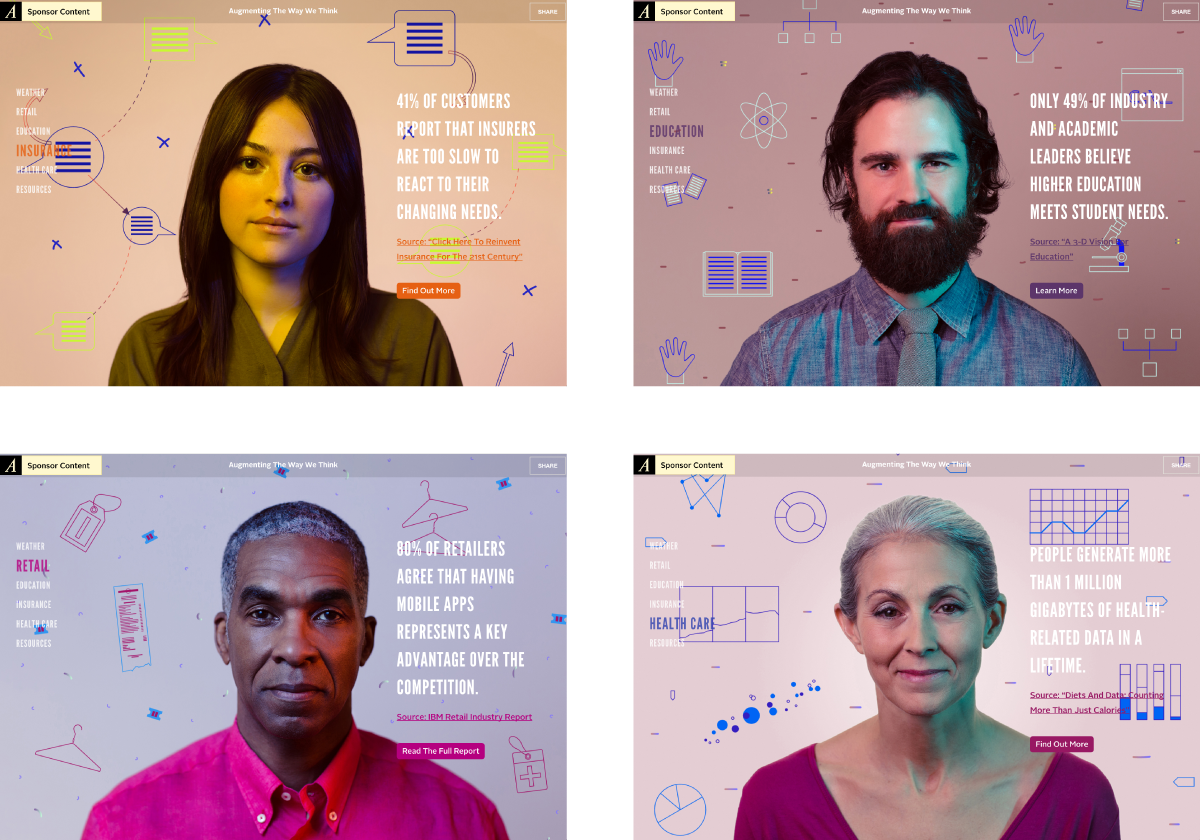 A Sponsor Content
Augmenting The Way We Think
SHARE
WEATHER
RETAIL
EDUCATION
INSURANCE
HEALTH CARE
RESOURCES
41% OF CUSTOMERS
REPORT THAT INSURERS
ARE TOO SLOW TO
REACT TO THEIR
CHANGING NEEDS.
Source: “Click Here To Reinvent
Insurance For The 21st Century”
Find Out More
A Sponsor Content
Augmenting The Way We Think
SHARE
WEATHER
RETAIL
EDUCATION
INSURANCE
HEALTH CARE
RESOURCES
ONLY 49% OF INDUSTRY
AND ACADEMIC
LEADERS BELIEVE
HIGHER EDUCATION
MEETS STUDENT NEEDS.
Source: “A 3-D Vision For
Education”
Learn More
A Sponsor Content
Augmenting The Way We Think
SHARE
WEATHER
RETAIL
EDUCATION
INSURANCE
HEALTH CARE
RESOURCES
80% OF RETAILERS
AGREE THAT HAVING
MOBILE APPS
REPRESENTS A KEY
ADVANTAGE OVER THE
COMPETITION.
Source: IBM Retail Industry Report
Read The Full Report
A Sponsor Content
Augmenting The Way We Think
SHARE
WEATHER
RETAIL
EDUCATION
INSURANCE
HEALTH CARE
RESOURCES
PEOPLE GENERATE MORE
THAN 1 MILLION
GIGABYTES OF HEALTH-
RELATED DATA IN A
LIFETIME.
Source: “Diets And Data: Counting
More Than Just Calories”
Find Out More